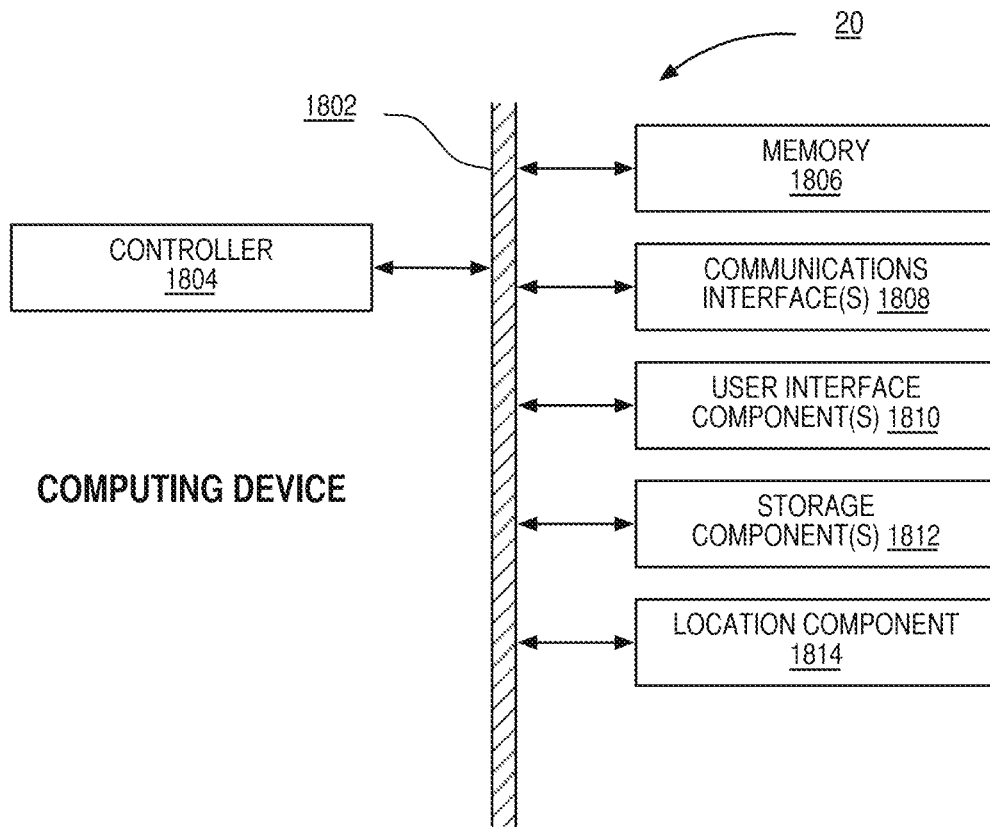 20
1802
MEMORY
1806
CONTROLLER
1804
COMMUNICATIONS
INTERFACE(S) 1808
USER INTERFACE
COMPONENT(S) 1810
COMPUTING DEVICE
STORAGE
COMPONENT(S) 1812
LOCATION COMPONENT
1814